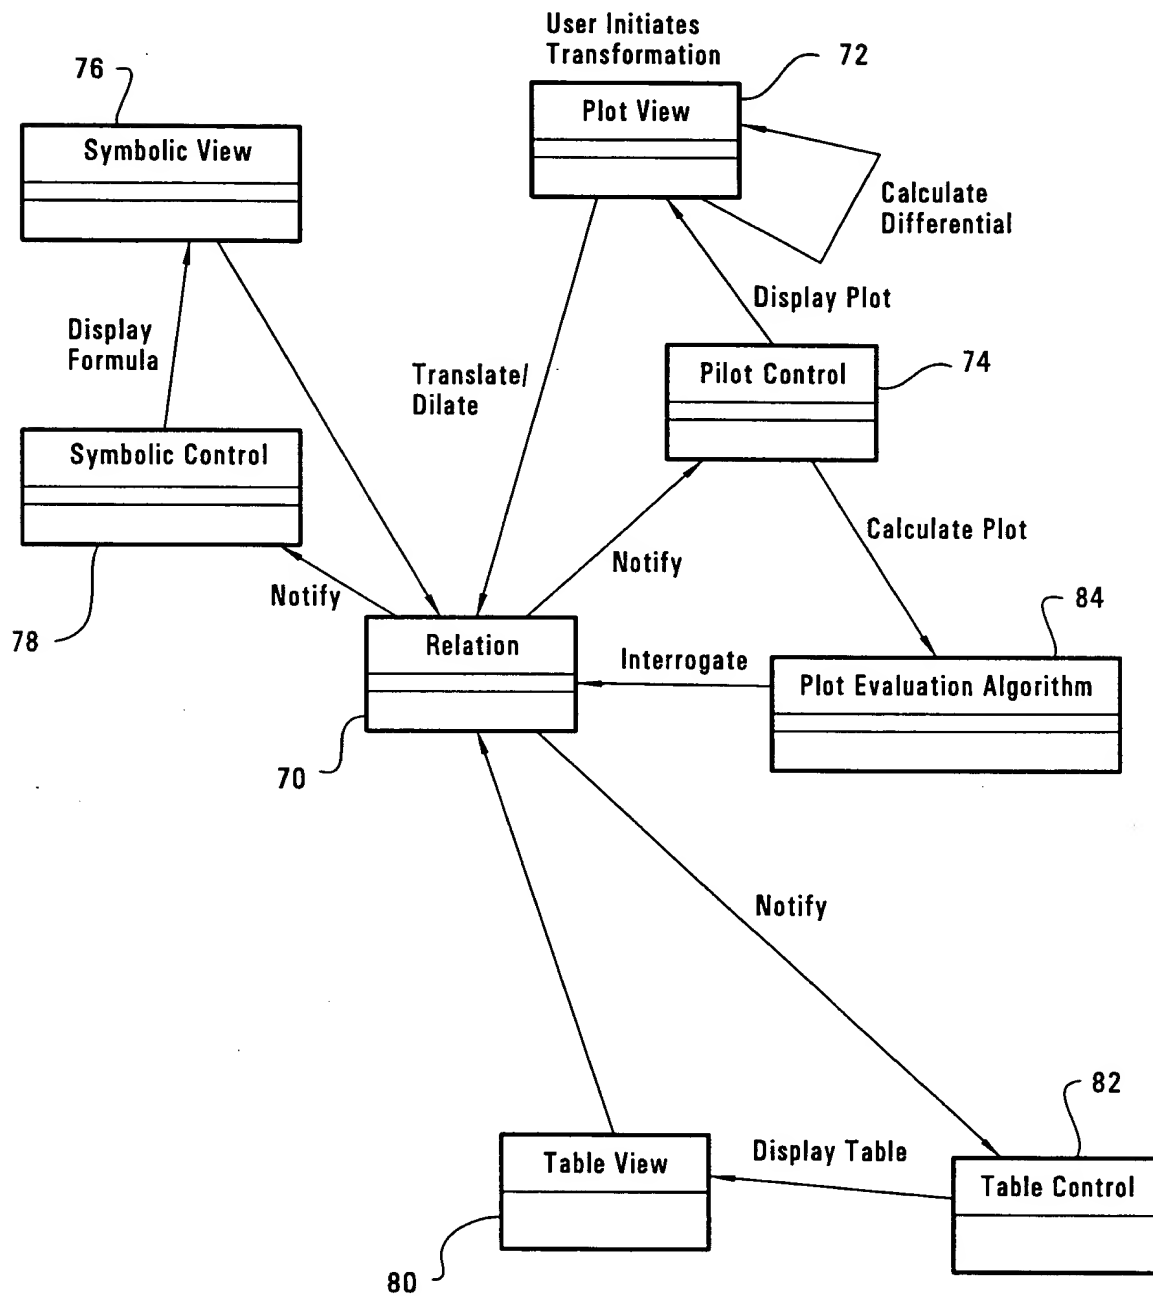 User Initiates
Transformation
72
76
Plot View
Symbolic View
Calculate
Differential
Display Plot
Display
Formula
Translate/
Dilate
Pilot Control
74
Symbolic Control
Calculate Plot
Notify
Notify
78
84
Relation
Interrogate
Plot Evaluation Algorithm
70
Notify
82
Table View
Display Table
Table Control
80